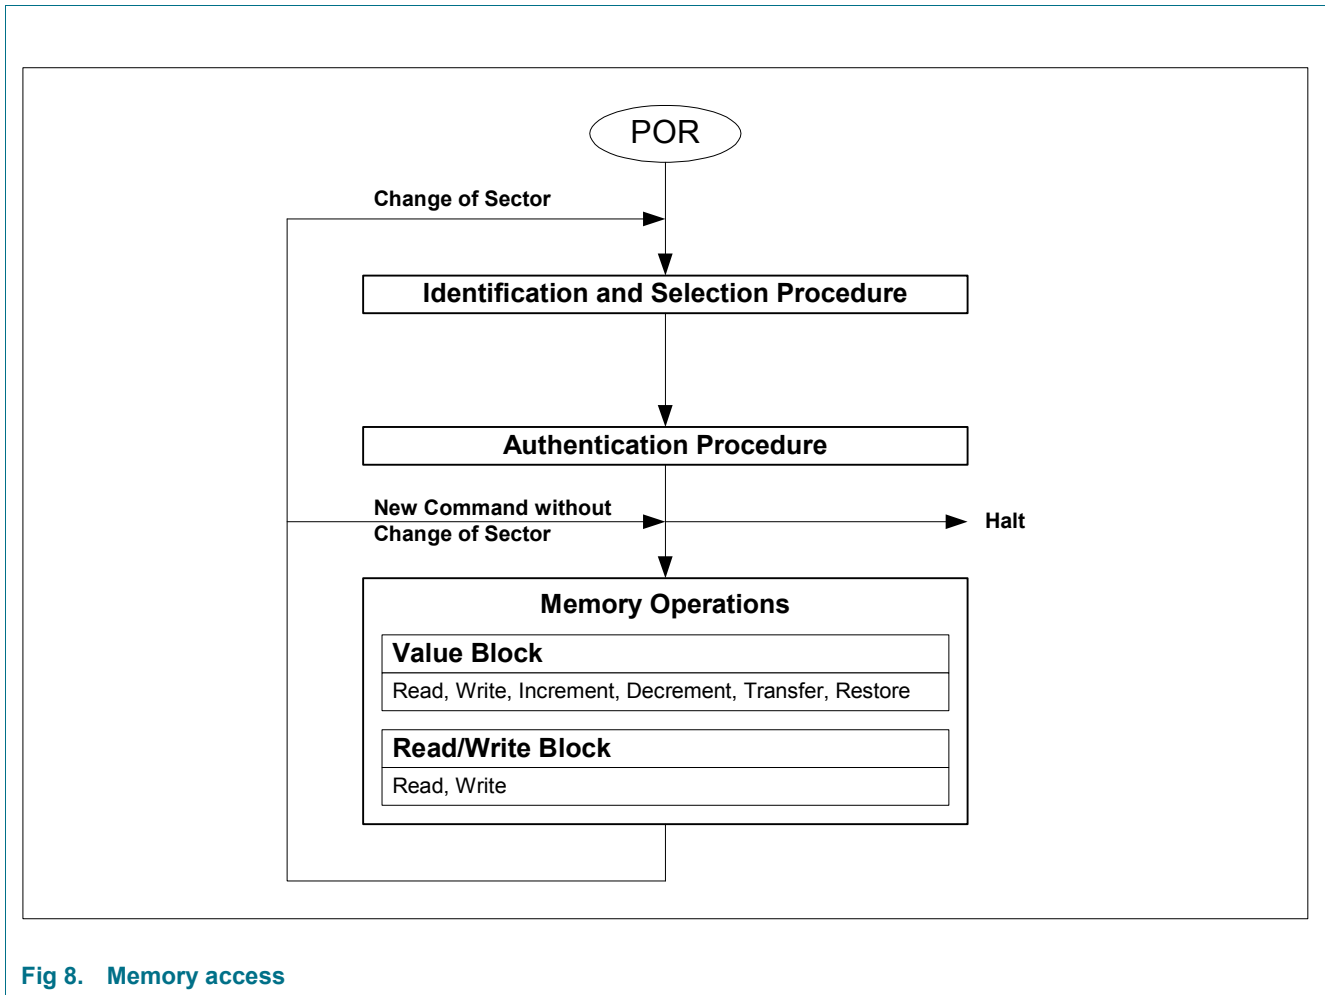 POR
Change of Sector
Identification and Selection Procedure
Authentication Procedure
New Command without
Change of Sector
Halt
Memory Operations
Value Block
Read, Write, Increment, Decrement, Transfer, Restore
Read/Write Block
Read, Write
Fig 8. Memory access